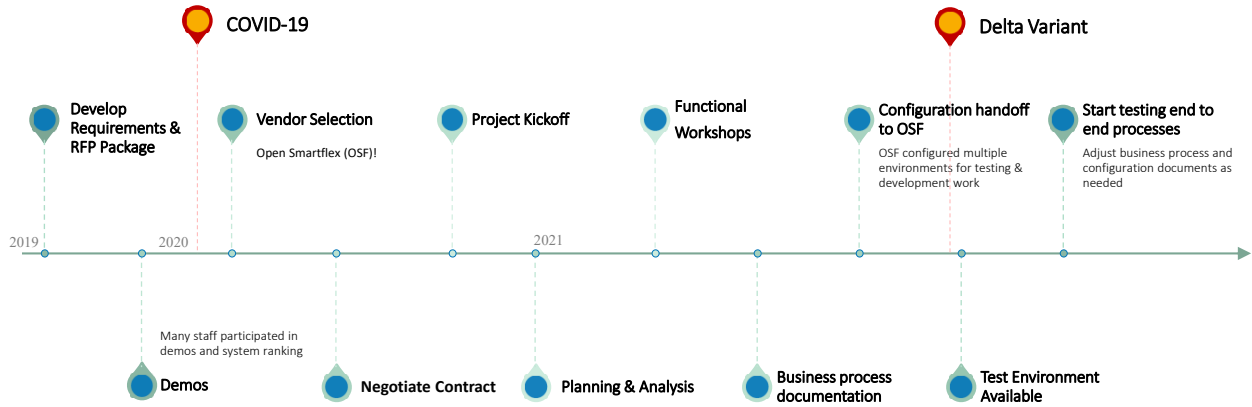 COVID-19
Delta Variant
Develop
Requirements &
RFP Package
Vendor Selection
Open Smartflex (OSF)!
Project Kickoff
Functional
Workshops
Configuration handoff
to OSF
OSF configured multiple
environments for testing &
development work
Start testing end to
end processes
Adjust business process and
configuration documents as
needed
2019
2020
2021
Many staff participated in
demos and system ranking
Demos
Negotiate Contract
Planning & Analysis
Business process
documentation
Test Environment
Available